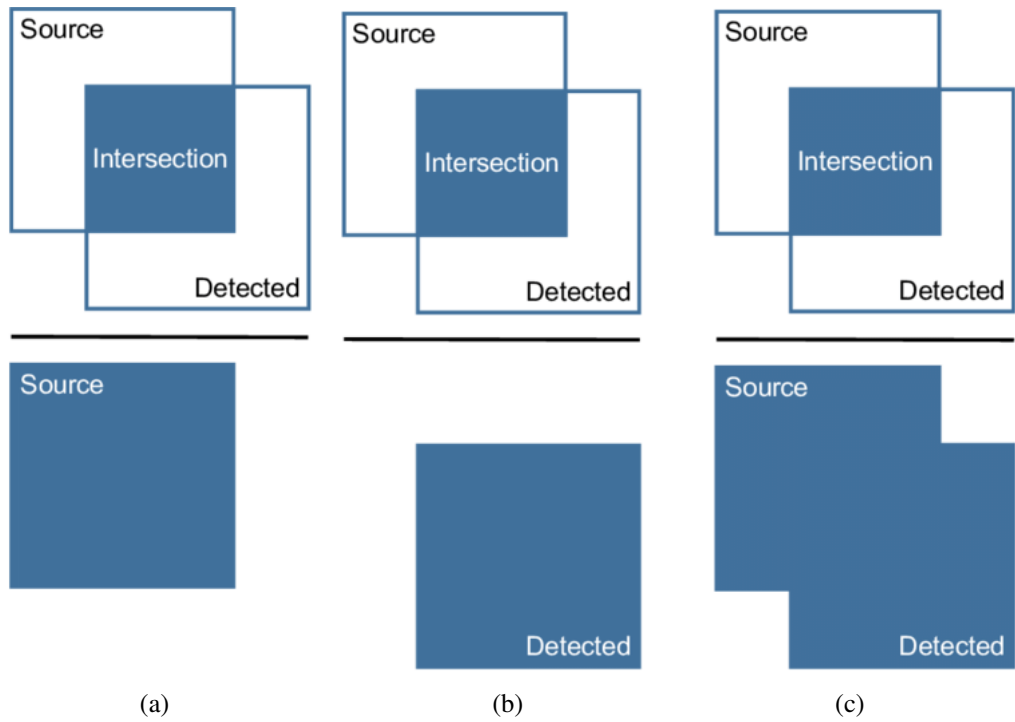 Source
Intersection
Detected
Source
(a)
Source
Intersection
Detected
Detected
(b)
Source
Intersection
Detected
Source
Detected
(c)